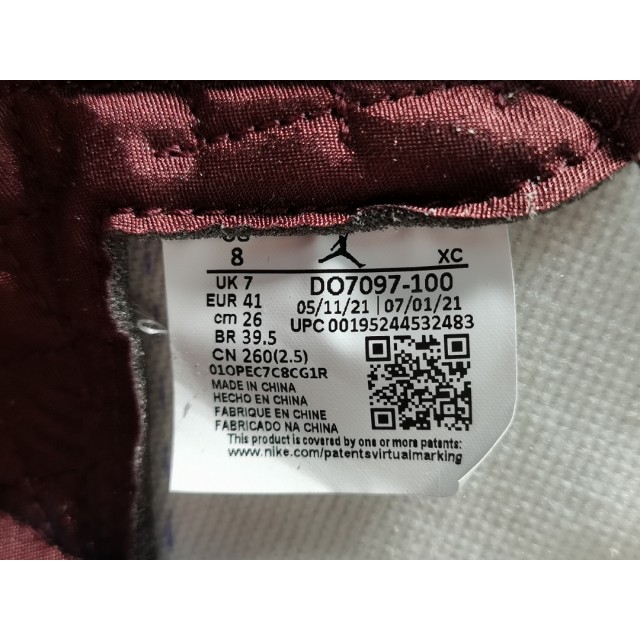 8 XC
UK 7 DO7097-100
EUR 41 05/11/21 | 07/01/21
cm 26 UPC 00195244532483
BR 39.5
CN 260(2.5)
01OPEC7C8CG1R
MADE IN CHINA
HECHO EN CHINA
FABRIQUE EN CHINE
FABRICADO NA CHINA
This product is covered by one or more patents:
www.nike.com/patentsvirtualmarking